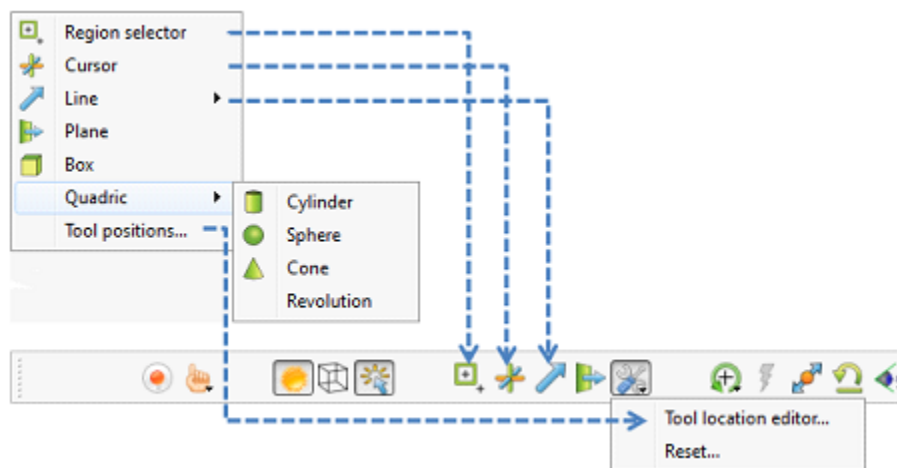 Region selector
Cursor
Line
Plane
Box
Quadric
Tool positions...
Cylinder
Sphere
Cone
Revolution
Tool location editor...
Reset...